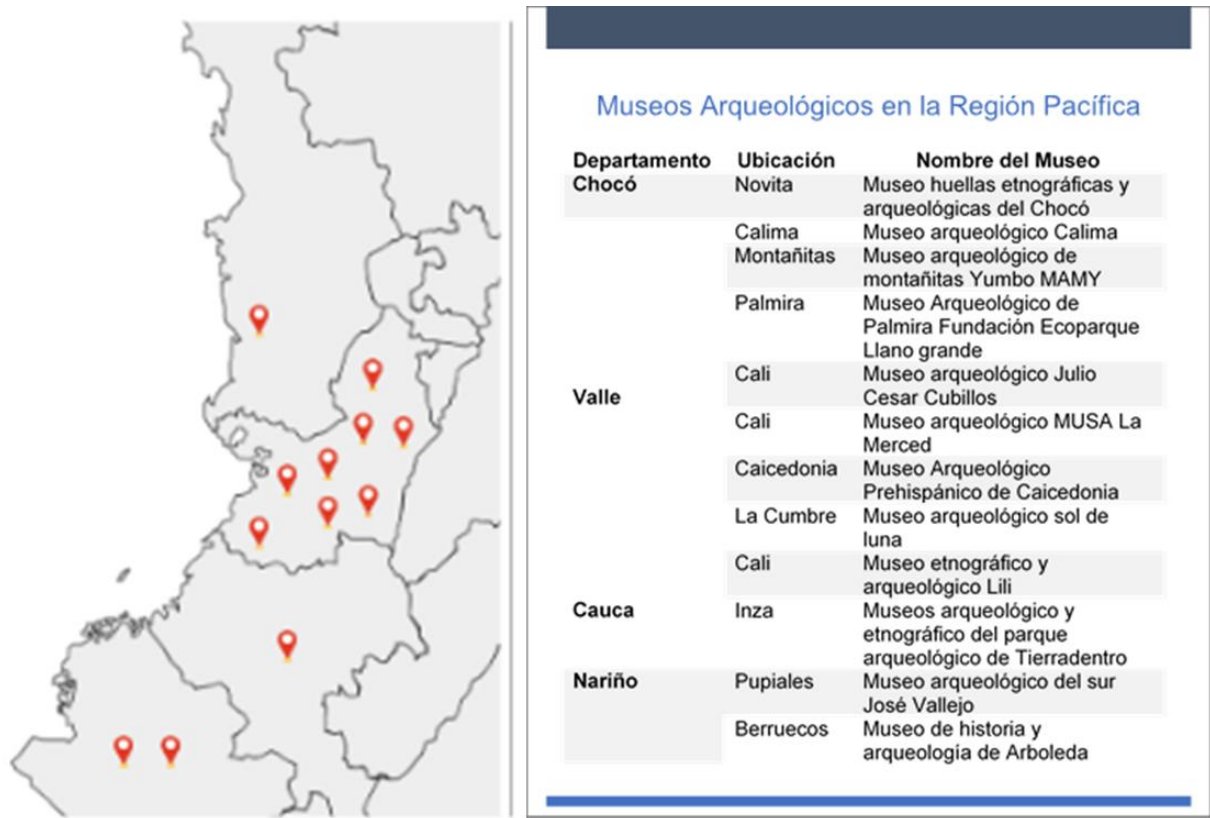 Museos Arqueológicos en la Región Pacífica
Departamento Ubicación Nombre del Museo
Chocó Novita Museo huellas etnográficas y
arqueológicas del Chocó
Calima Museo arqueológico Calima
Montañitas Museo arqueológico de
montañitas Yumbo MAMY
Palmira Museo Arqueológico de
Palmira Fundación Ecoparque
Llano grande
Cali Museo arqueológico Julio
Valle Cesar Cubillos
Cali Museo arqueológico MUSA La
Merced
Caicedonia Museo Arqueológico
Prehispánico de Caicedonia
La Cumbre Museo arqueológico sol de
luna
Cali Museo etnográfico y
arqueológico Lili
Cauca Inza Museos arqueológico y
etnográfico del parque
arqueológico de Tierradentro
Nariño Pupiales Museo arqueológico del sur
José Vallejo
Berruecos Museo de historia y
arqueología de Arboleda